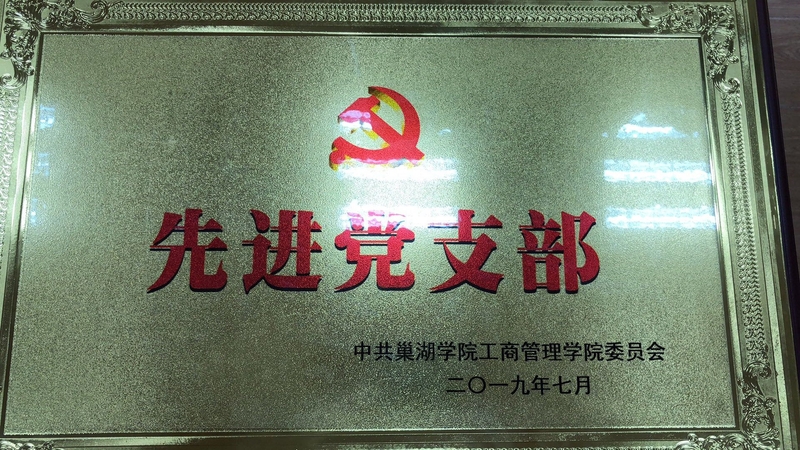 先进党支部
中共巢湖学院工商管理学院委员会
二〇一九年七月